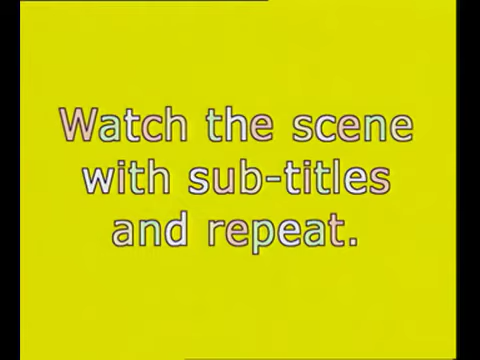 Watch the scene
with sub-titles
and repeat.